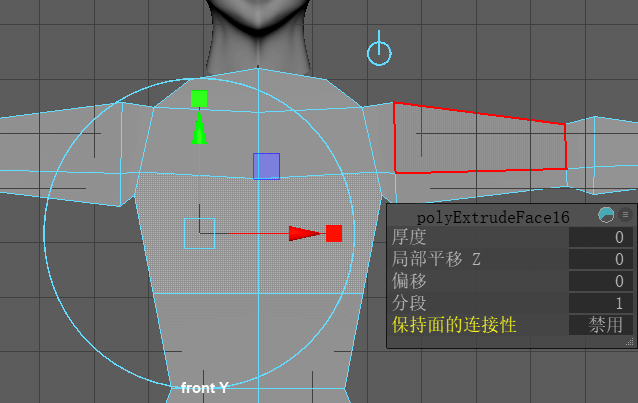 polyExtrudeFace16
厚度 0
局部平移 Z 0
偏移 0
分段 1
保持面的连接性 禁用
front Y